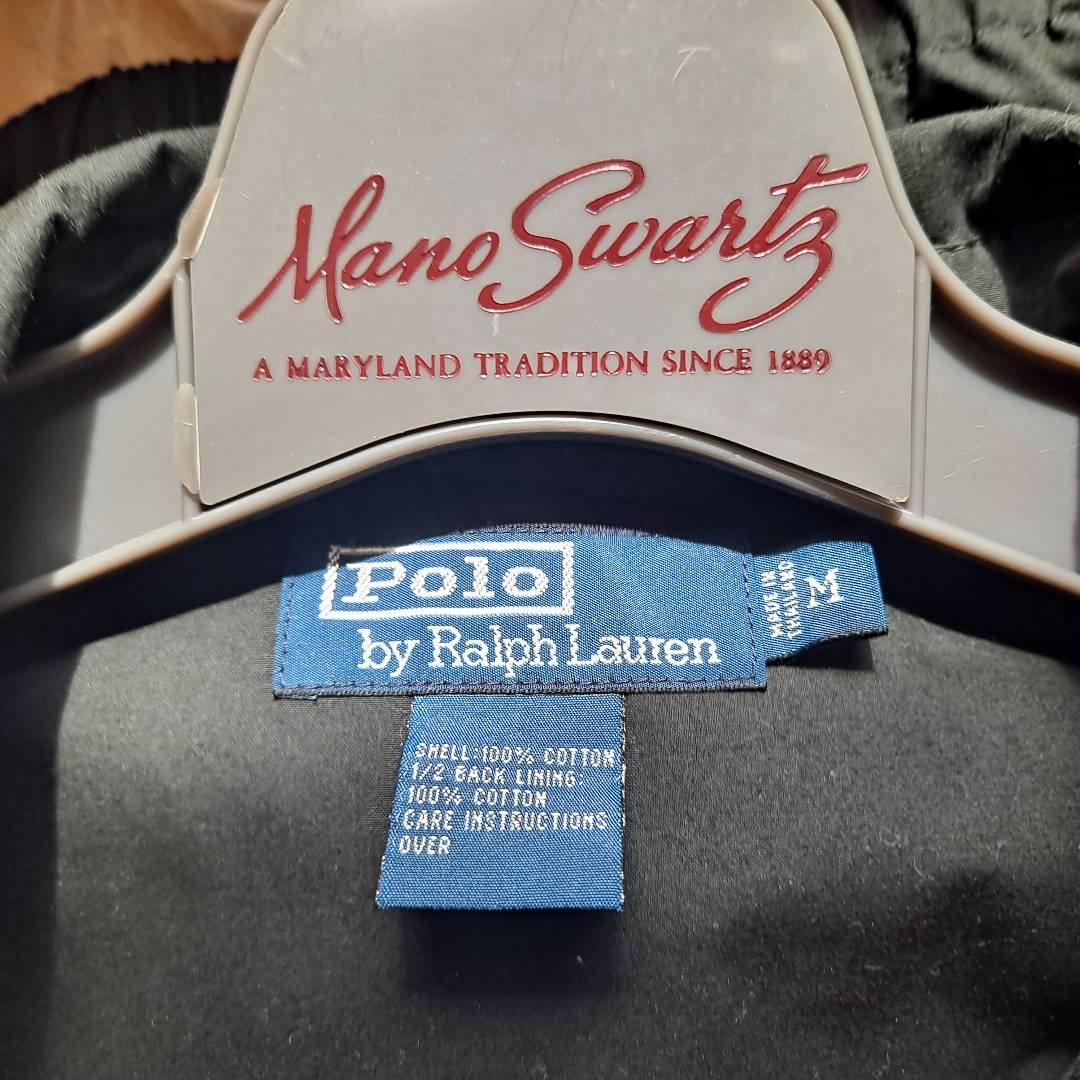 Mano Swartz
A MARYLAND TRADITION SINCE 1889
Polo
by Ralph Lauren
MADE IN
THAILAND
M
SHELL:100% COTTON
1/2 BACK LINING:
100% COTTON
CARE INSTRUCTIONS
OVER